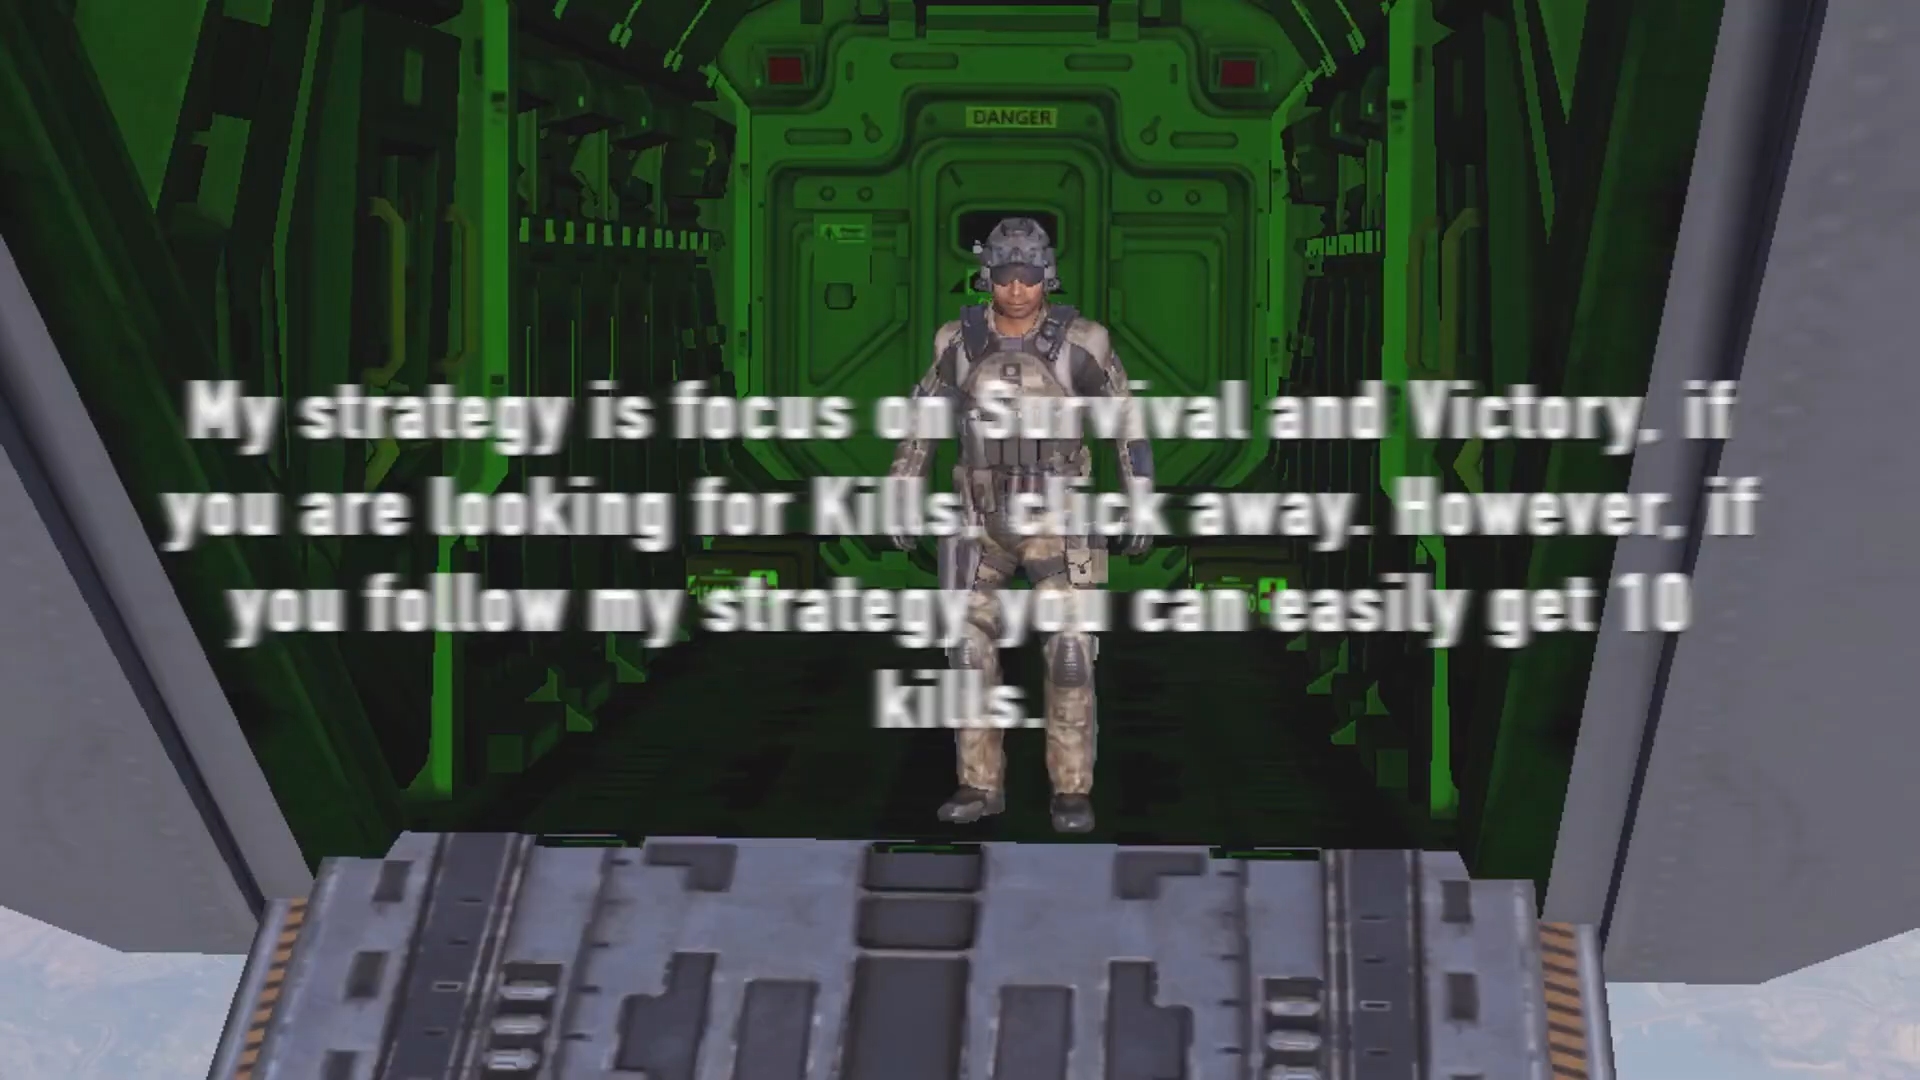 DANGER
My strategy is focus on Survival and Victory, if
you are looking for Kills, click away. However, if
you follow my strategy you can easily get 10
kills.